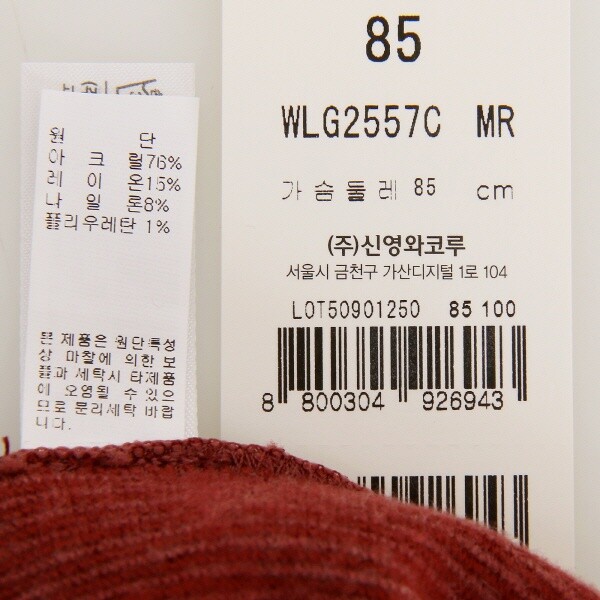 원 단
아 크 릴76%
레 이 온15%
나 일 론8%
폴리우레탄 1%
본 제품은 원단특성
상 마찰에 의한 보
풀과 세탁시 타제품
에 오염될 수 있으
므로 분리세탁 바랍
니다.
85
WLG2557C MR
가슴둘레 85 cm
(주)신영와코루
서울시 금천구 가산디지털 1로 104
LOT50901250 85 100
8 800304 926943